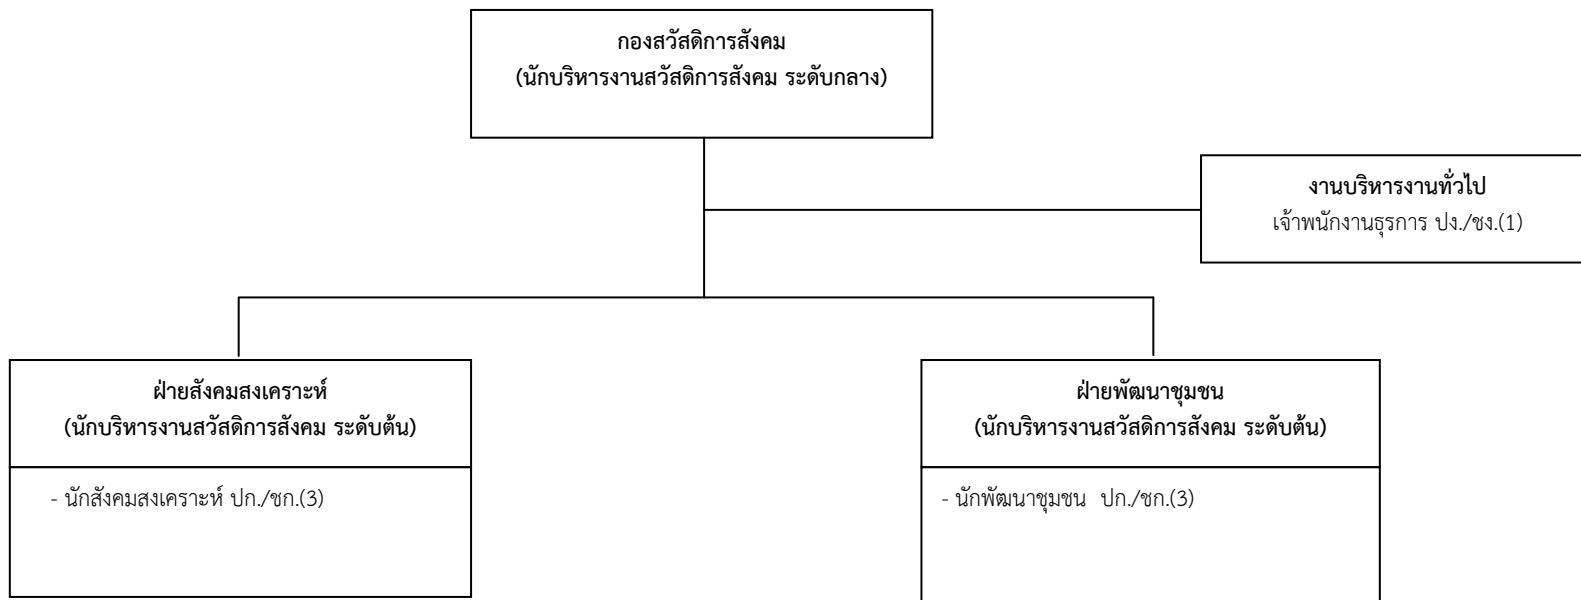 กองสวัสดิการสังคม
(นักบริหารงานสวัสดิการสังคม ระดับกลาง)
งานบริหารงานทั่วไป
เจ้าพนักงานธุรการ ปง./ชง.(1)
ฝ่ายสังคมสงเคราะห์
(นักบริหารงานสวัสดิการสังคม ระดับต้น)
- นักสังคมสงเคราะห์ ปก./ชก.(3)
ฝ่ายพัฒนาชุมชน
(นักบริหารงานสวัสดิการสังคม ระดับต้น)
- นักพัฒนาชุมชน ปก./ชก.(3)